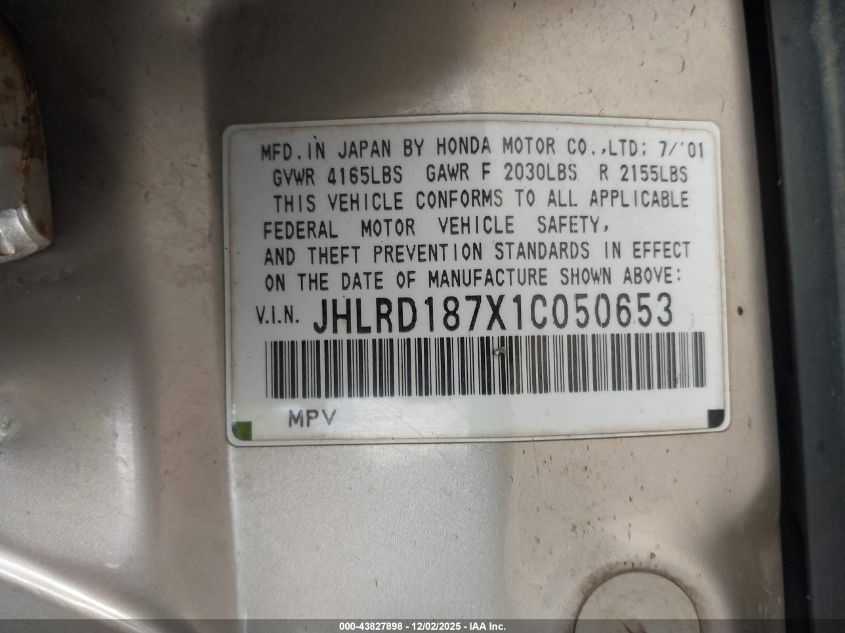 MFD. IN JAPAN BY HONDA MOTOR CO.,LTD: 7/'01
GVWR 4165LBS GAWR F 2030LBS R 2155LBS
THIS VEHICLE CONFORMS TO ALL APPLICABLE
FEDERAL MOTOR VEHICLE SAFETY,
AND THEFT PREVENTION STANDARDS IN EFFECT
ON THE DATE OF MANUFACTURE SHOWN ABOVE:
V.I.N. JHLRD187X1C050653
MPV
000-43827898 - 12/02/2025 - IAA Inc.